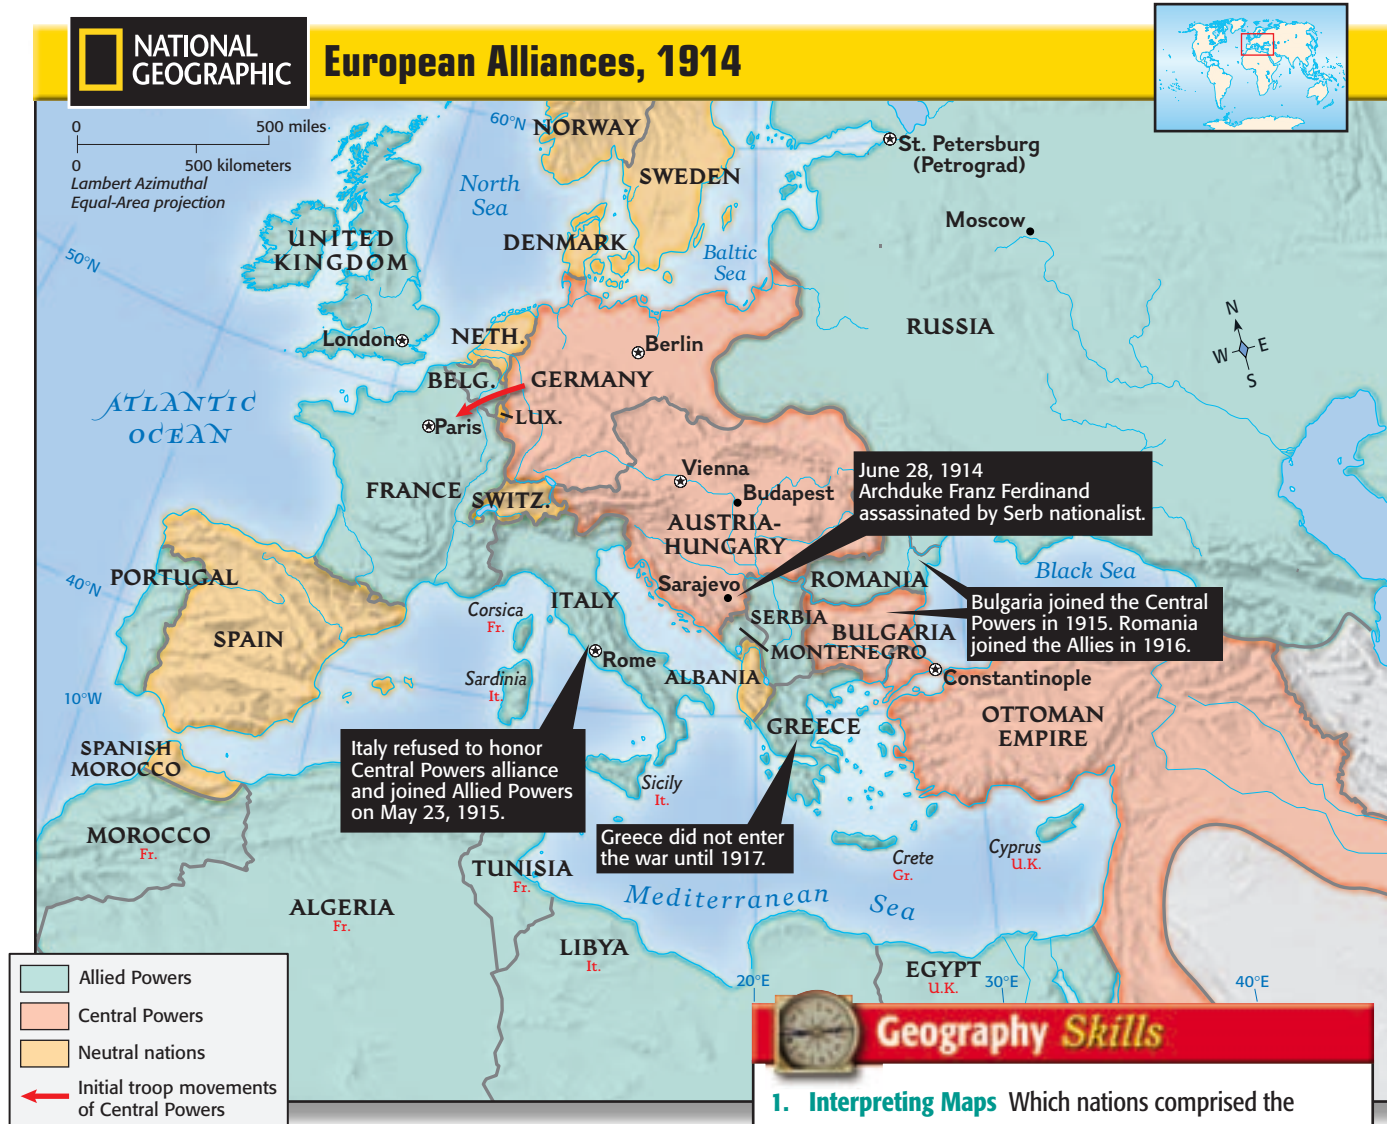 NATIONAL
GEOGRAPHIC
European Alliances, 1914
0
500 miles
0
500 kilometers
Lambert Azimuthal
Equal-Area projection
60°N
NORWAY
SWEDEN
St. Petersburg
(Petrograd)
North
Sea
Moscow
50°N
UNITED
KINGDOM
DENMARK
Baltic
Sea
RUSSIA
N
W
E
S
London
NETH.
Berlin
BELG.
GERMANY
ATLANTIC
OCEAN
LUX.
Paris
Vienna
June 28, 1914
Archduke Franz Ferdinand
assassinated by Serb nationalist.
FRANCE
SWITZ.
Budapest
AUSTRIA-
HUNGARY
40°N
PORTUGAL
Sarajevo
ROMANIA
Black Sea
Corsica
Fr.
ITALY
SERBIA
BULGARIA
Bulgaria joined the Central
Powers in 1915. Romania
joined the Allies in 1916.
SPAIN
MONTENEGRO
Rome
10°W
Sardinia
It.
ALBANIA
Constantinople
OTTOMAN
EMPIRE
GREECE
SPANISH
MOROCCO
Italy refused to honor
Central Powers alliance
and joined Allied Powers
on May 23, 1915.
Sicily
It.
MOROCCO
Fr.
Greece did not enter
the war until 1917.
Crete
Gr.
Cyprus
U.K.
TUNISIA
Fr.
Mediterranean Sea
ALGERIA
Fr.
LIBYA
It.
EGYPT
U.K.
20°E
30°E
40°E
Allied Powers
Central Powers
Neutral nations
Initial troop movements
of Central Powers
Geography Skills
1. Interpreting Maps Which nations comprised the